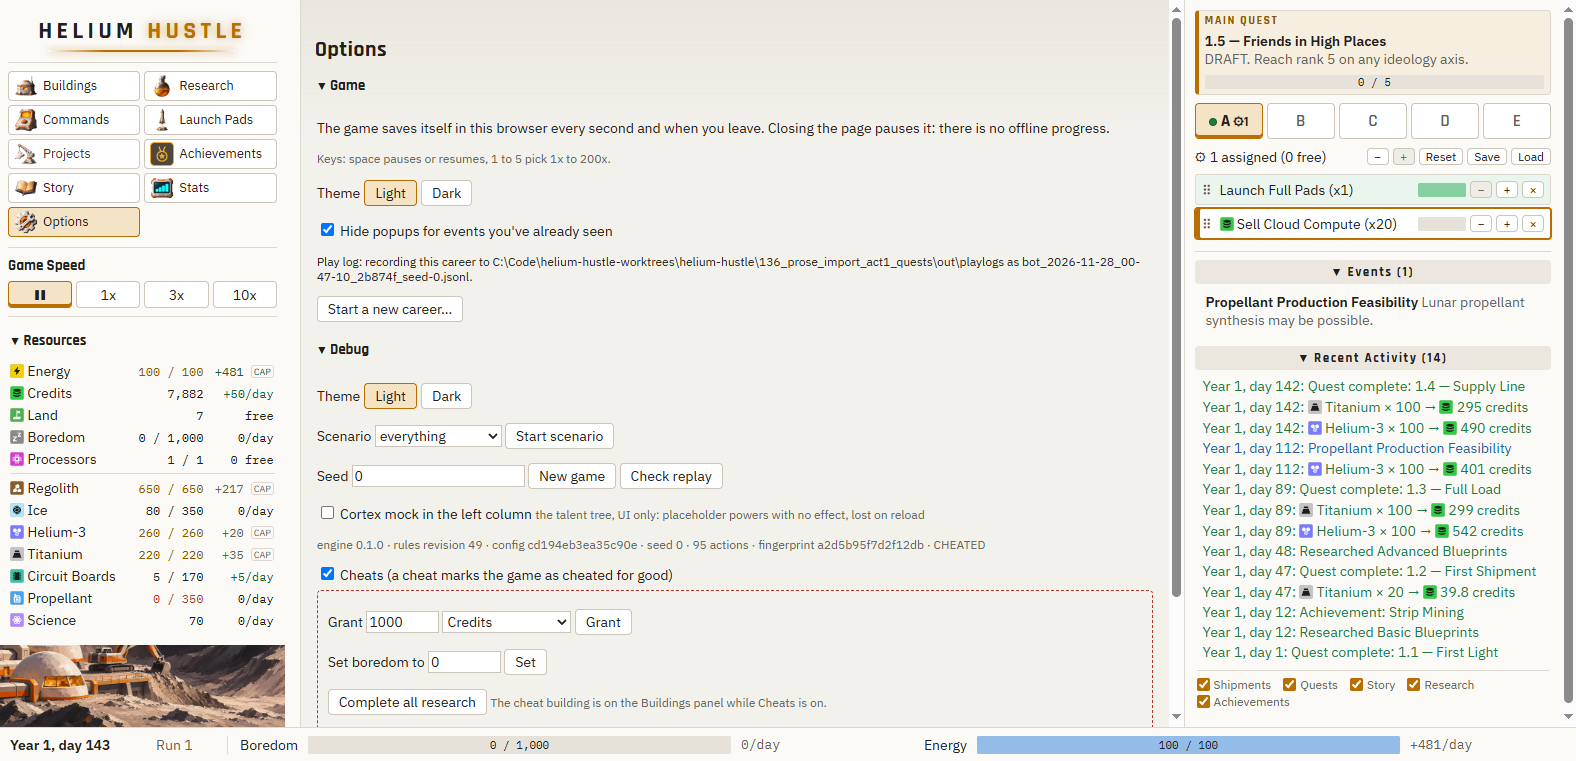 HELIUM HUSTLE
Buildings
Research
Commands
Launch Pads
Projects
Achievements
Story
Stats
Options
Game Speed
1x
3x
10x
▼ Resources
Energy 100 / 100 +481 CAP
Credits 7,882 +50/day
Land 7 free
Boredom 0 / 1,000 0/day
Processors 1 / 1 0 free
Regolith 650 / 650 +217 CAP
Ice 80 / 350 0/day
Helium-3 260 / 260 +20 CAP
Titanium 220 / 220 +35 CAP
Circuit Boards 5 / 170 +5/day
Propellant 0 / 350 0/day
Science 70 0/day
Options
▼ Game
The game saves itself in this browser every second and when you leave. Closing the page pauses it: there is no offline progress.
Keys: space pauses or resumes, 1 to 5 pick 1x to 200x.
Theme Light Dark
Hide popups for events you've already seen
Play log: recording this career to C:\Code\helium-hustle-worktrees\helium-hustle\136_prose_import_act1_quests\out\playlogs as bot_2026-11-28_00-
47-10_2b874f_seed-0.jsonl.
Start a new career...
▼ Debug
Theme Light Dark
Scenario everything Start scenario
Seed 0 New game Check replay
Cortex mock in the left column the talent tree, UI only: placeholder powers with no effect, lost on reload
engine 0.1.0 · rules revision 49 · config cd194eb3ea35c90e · seed 0 · 95 actions · fingerprint a2d5b95f7d2f12db · CHEATED
Cheats (a cheat marks the game as cheated for good)
Grant 1000 Credits Grant
Set boredom to 0 Set
Complete all research The cheat building is on the Buildings panel while Cheats is on.
MAIN QUEST
1.5 — Friends in High Places
DRAFT. Reach rank 5 on any ideology axis.
0 / 5
A ⚙1 B C D E
⚙ 1 assigned (0 free) − + Reset Save Load
Launch Full Pads (x1) − + ×
Sell Cloud Compute (x20) − + ×
▼ Events (1)
Propellant Production Feasibility Lunar propellant
synthesis may be possible.
▼ Recent Activity (14)
Year 1, day 142: Quest complete: 1.4 — Supply Line
Year 1, day 142: Titanium × 100 → 295 credits
Year 1, day 142: Helium-3 × 100 → 490 credits
Year 1, day 112: Propellant Production Feasibility
Year 1, day 112: Helium-3 × 100 → 401 credits
Year 1, day 89: Quest complete: 1.3 — Full Load
Year 1, day 89: Titanium × 100 → 299 credits
Year 1, day 89: Helium-3 × 100 → 542 credits
Year 1, day 48: Researched Advanced Blueprints
Year 1, day 47: Quest complete: 1.2 — First Shipment
Year 1, day 47: Titanium × 20 → 39.8 credits
Year 1, day 12: Achievement: Strip Mining
Year 1, day 12: Researched Basic Blueprints
Year 1, day 1: Quest complete: 1.1 — First Light
Shipments Quests Story Research
Achievements
Year 1, day 143 Run 1 Boredom 0 / 1,000 0/day Energy 100 / 100 +481/day